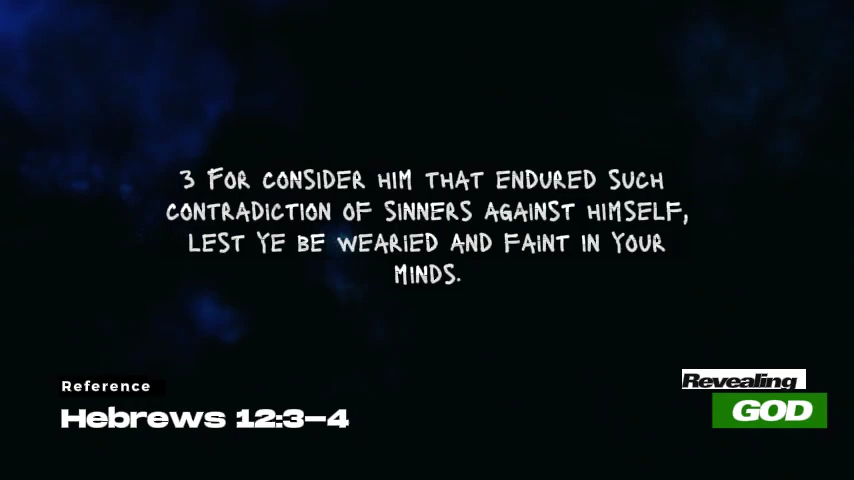 3 FOR CONSIDER HIM THAT ENDURED SUCH
CONTRADICTION OF SINNERS AGAINST HIMSELF,
LEST YE BE WEARIED AND FAINT IN YOUR
MINDS.
Reference
Hebrews 12:3–4
Revealing
GOD